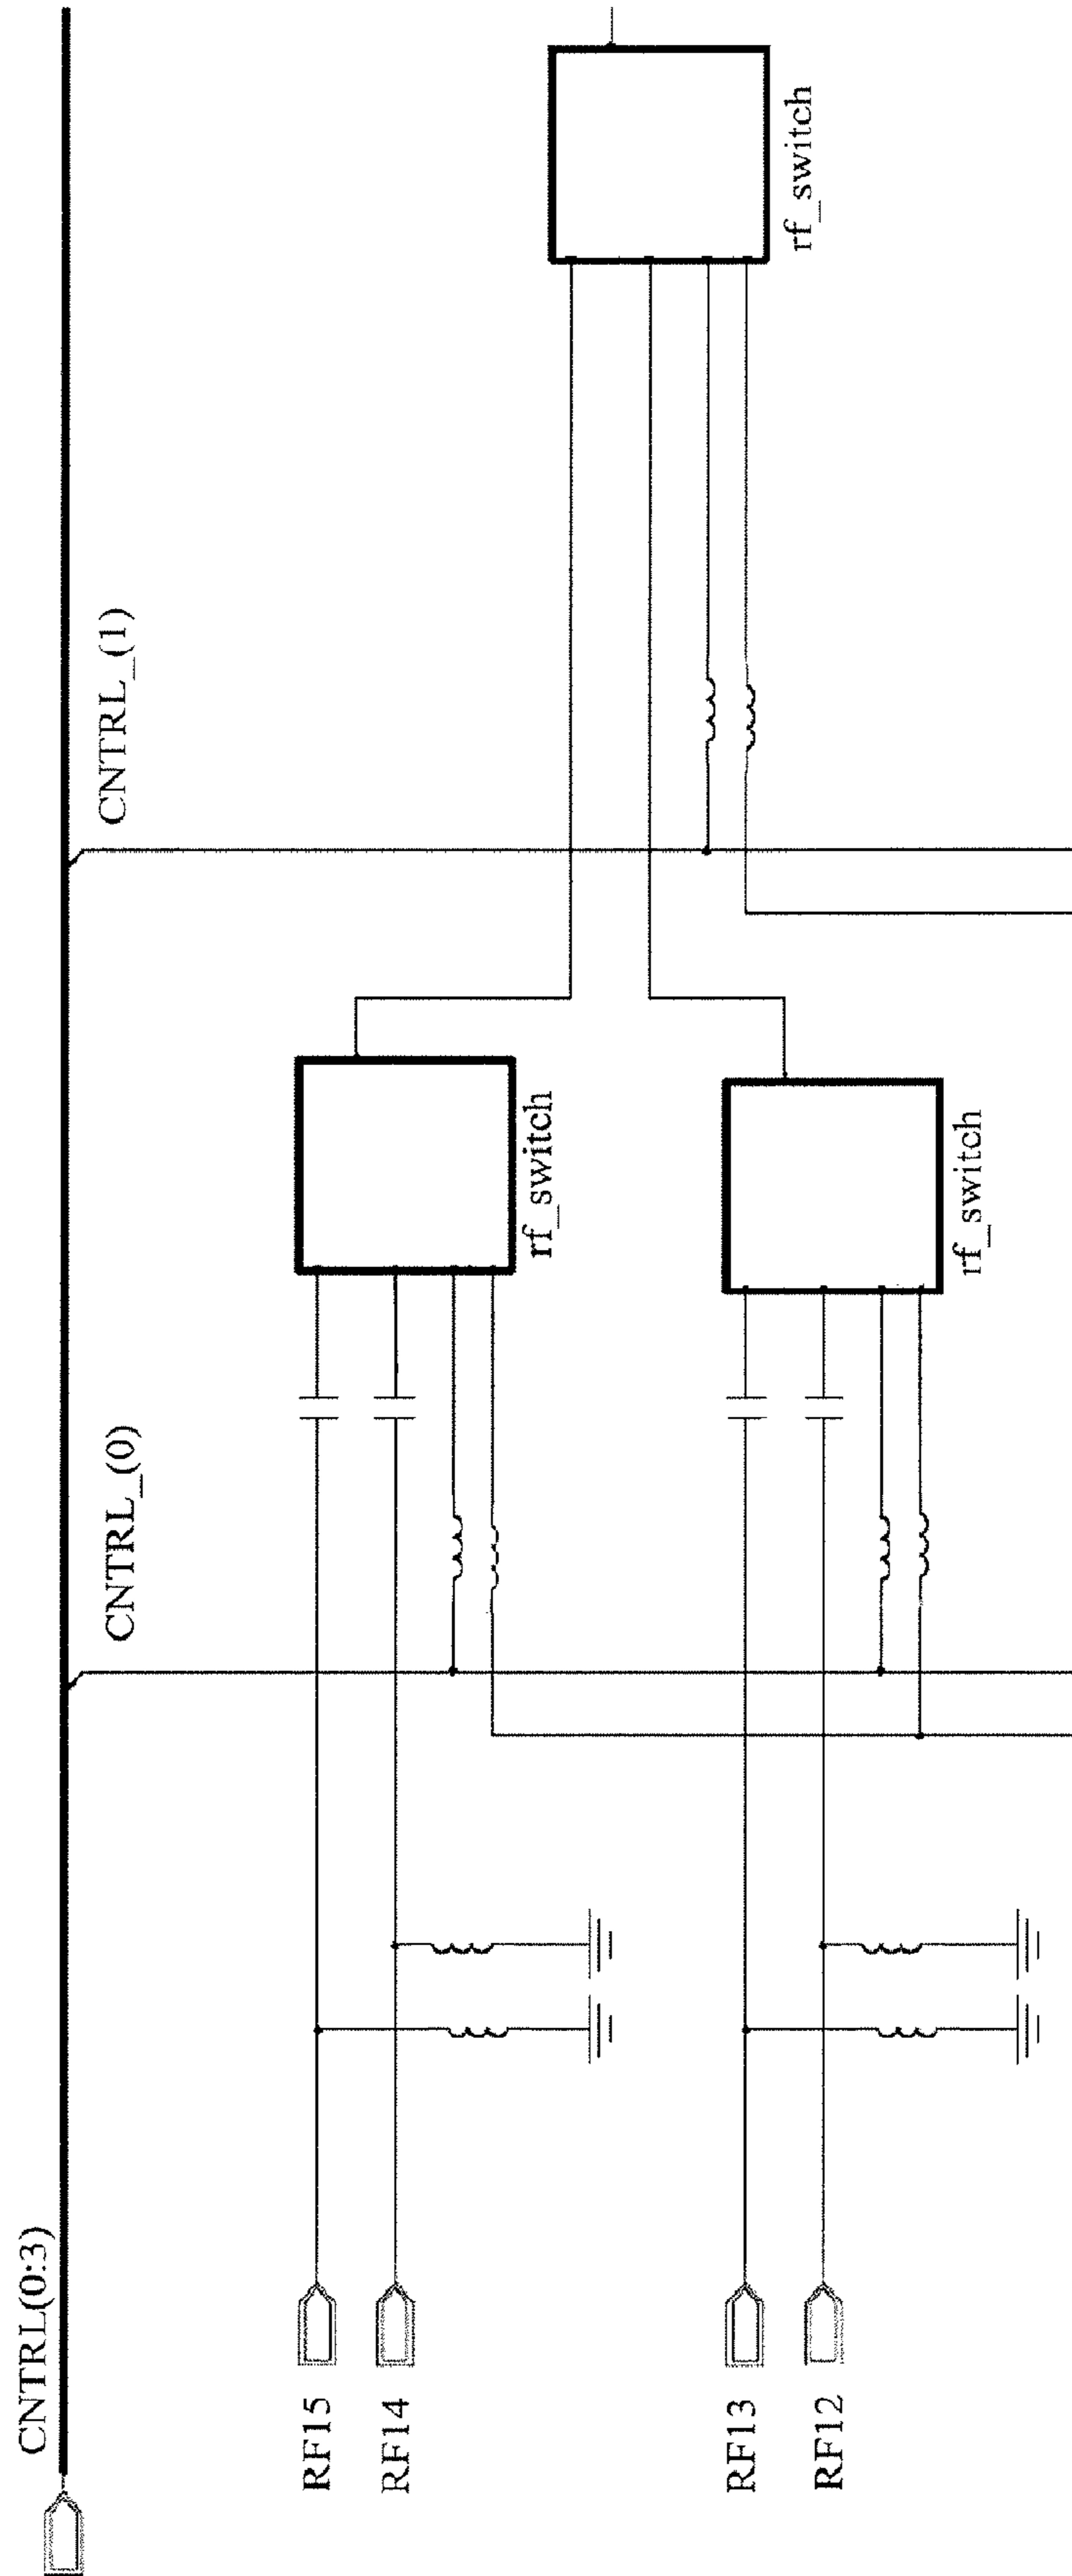 CNTRL(0:3)
CNTRL_(0)
CNTRL_(1)
RF15
RF14
rf_switch
rf_switch
RF13
RF12
rf_switch